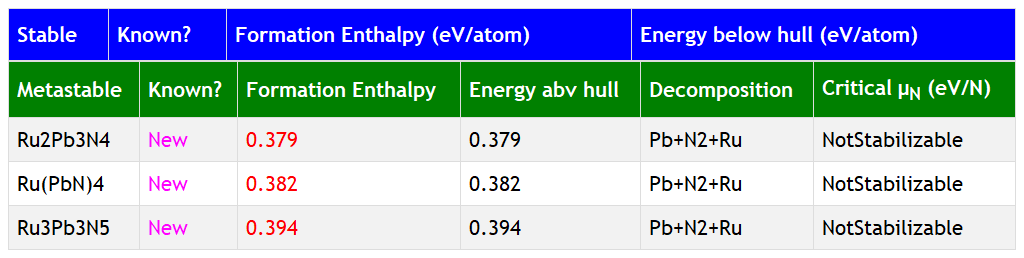 Stable Known? Formation Enthalpy (eV/atom) Energy below hull (eV/atom)
Metastable Known? Formation Enthalpy Energy abv hull Decomposition Critical μN (eV/N)
Ru2Pb3N4 New 0.379 0.379 Pb+N2+Ru NotStabilizable
Ru(PbN)4 New 0.382 0.382 Pb+N2+Ru NotStabilizable
Ru3Pb3N5 New 0.394 0.394 Pb+N2+Ru NotStabilizable